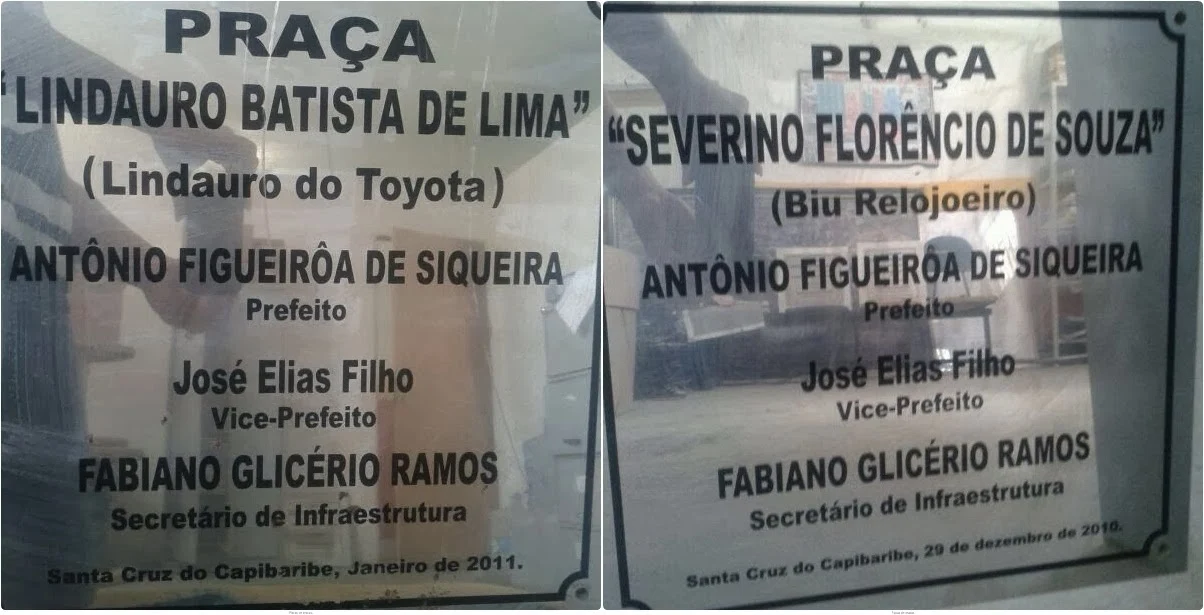 PRAÇA
"LINDAURO BATISTA DE LIMA"
(Lindauro do Toyota)
ANTÔNIO FIGUEIRÔA DE SIQUEIRA
Prefeito
José Elias Filho
Vice-Prefeito
FABIANO GLICÉRIO RAMOS
Secretário de Infraestrutura
Santa Cruz do Capibaribe, Janeiro de 2011.
PRAÇA
"SEVERINO FLORÊNCIO DE SOUZA"
(Biu Relojoeiro)
ANTÔNIO FIGUEIRÔA DE SIQUEIRA
Prefeito
José Elias Filho
Vice-Prefeito
FABIANO GLICÉRIO RAMOS
Secretário de Infraestrutura
Santa Cruz do Capibaribe, 29 de dezembro de 2010.